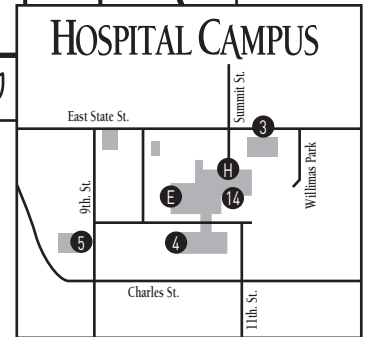 HOSPITAL CAMPUS
Summit St.
East State St.
3
Willimas Park
H
9th. St.
E
14
5
4
Charles St.
11th. St.